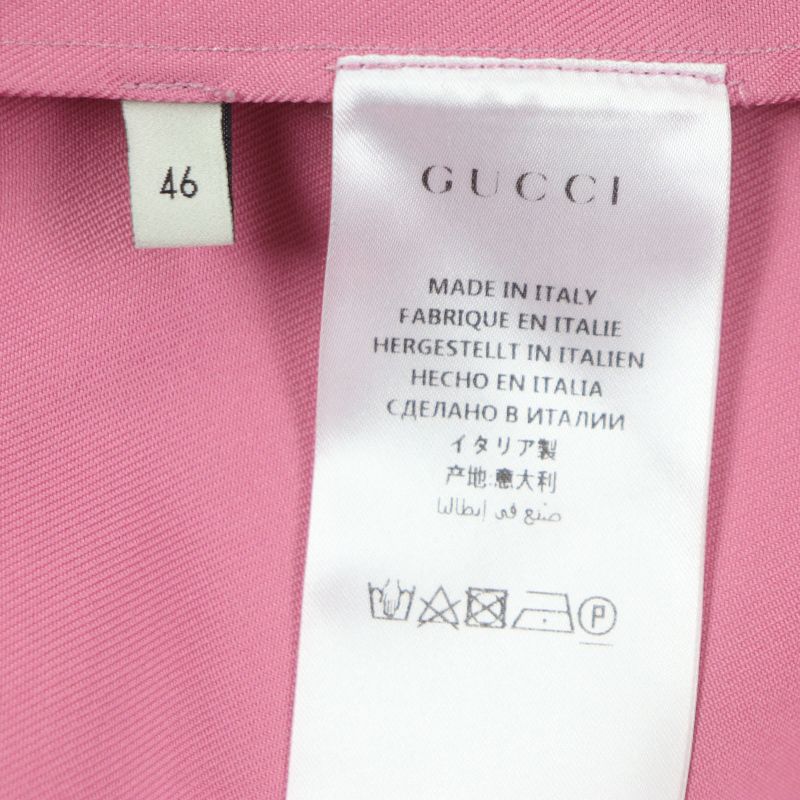 46
GUCCI
MADE IN ITALY
FABRIQUE EN ITALIE
HERGESTELLT IN ITALIEN
HECHO EN ITALIA
СДЕЛАНО В ИТАЛИИ
イタリア製
产地:意大利
صنع في إيطاليا
P